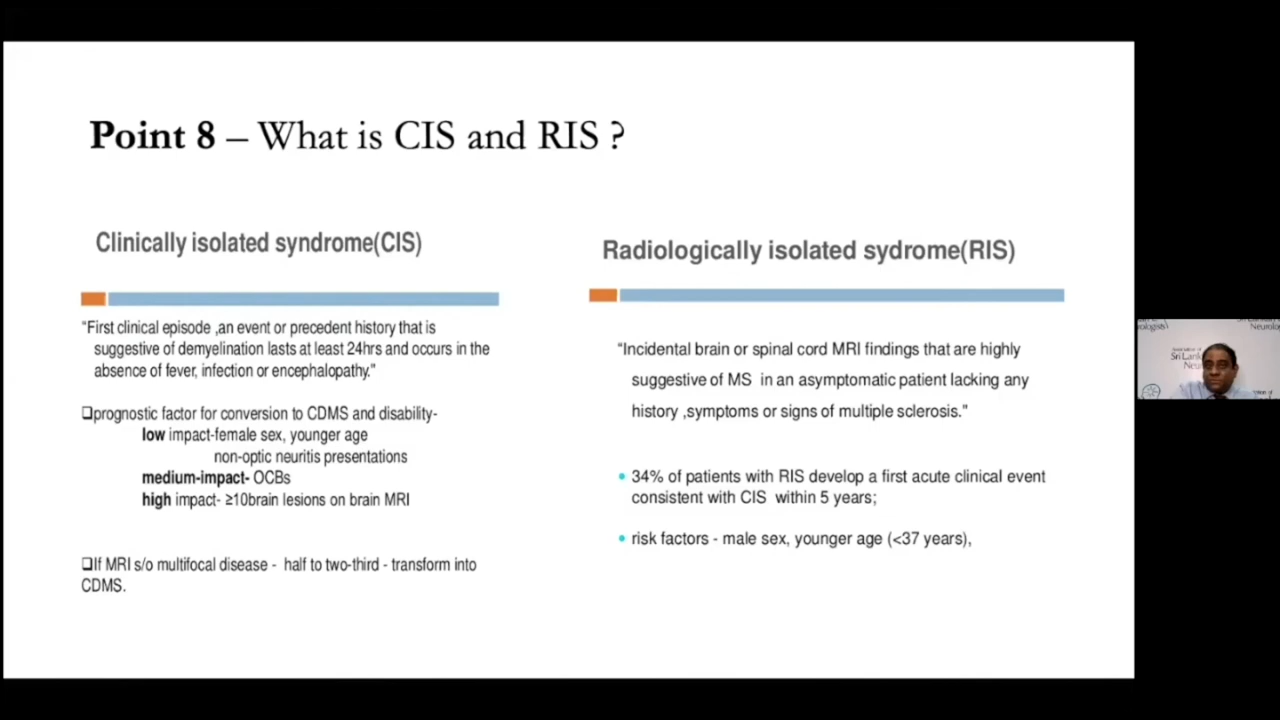 Point 8 – What is CIS and RIS ?
Clinically isolated syndrome(CIS)
“First clinical episode ,an event or precedent history that is
suggestive of demyelination lasts at least 24hrs and occurs in the
absence of fever, infection or encephalopathy.”
❑prognostic factor for conversion to CDMS and disability-
low impact-female sex, younger age
non-optic neuritis presentations
medium-impact- OCBs
high impact- ≥10brain lesions on brain MRI
❑If MRI s/o multifocal disease - half to two-third - transform into
CDMS.
Radiologically isolated sydrome(RIS)
“Incidental brain or spinal cord MRI findings that are highly
suggestive of MS in an asymptomatic patient lacking any
history ,symptoms or signs of multiple sclerosis.”
• 34% of patients with RIS develop a first acute clinical event
consistent with CIS within 5 years;
• risk factors - male sex, younger age (<37 years),
Sri Lank
Neu